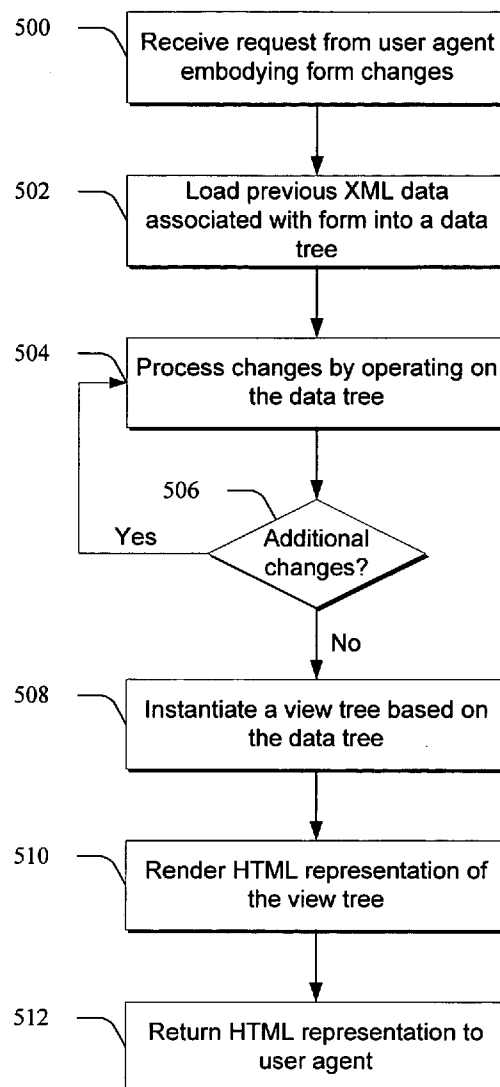 500
Receive request from user agent
embodying form changes
502
Load previous XML data
associated with form into a data
tree
504
Process changes by operating on
the data tree
506
Additional
changes?
Yes
No
508
Instantiate a view tree based on
the data tree
510
Render HTML representation of
the view tree
512
Return HTML representation to
user agent